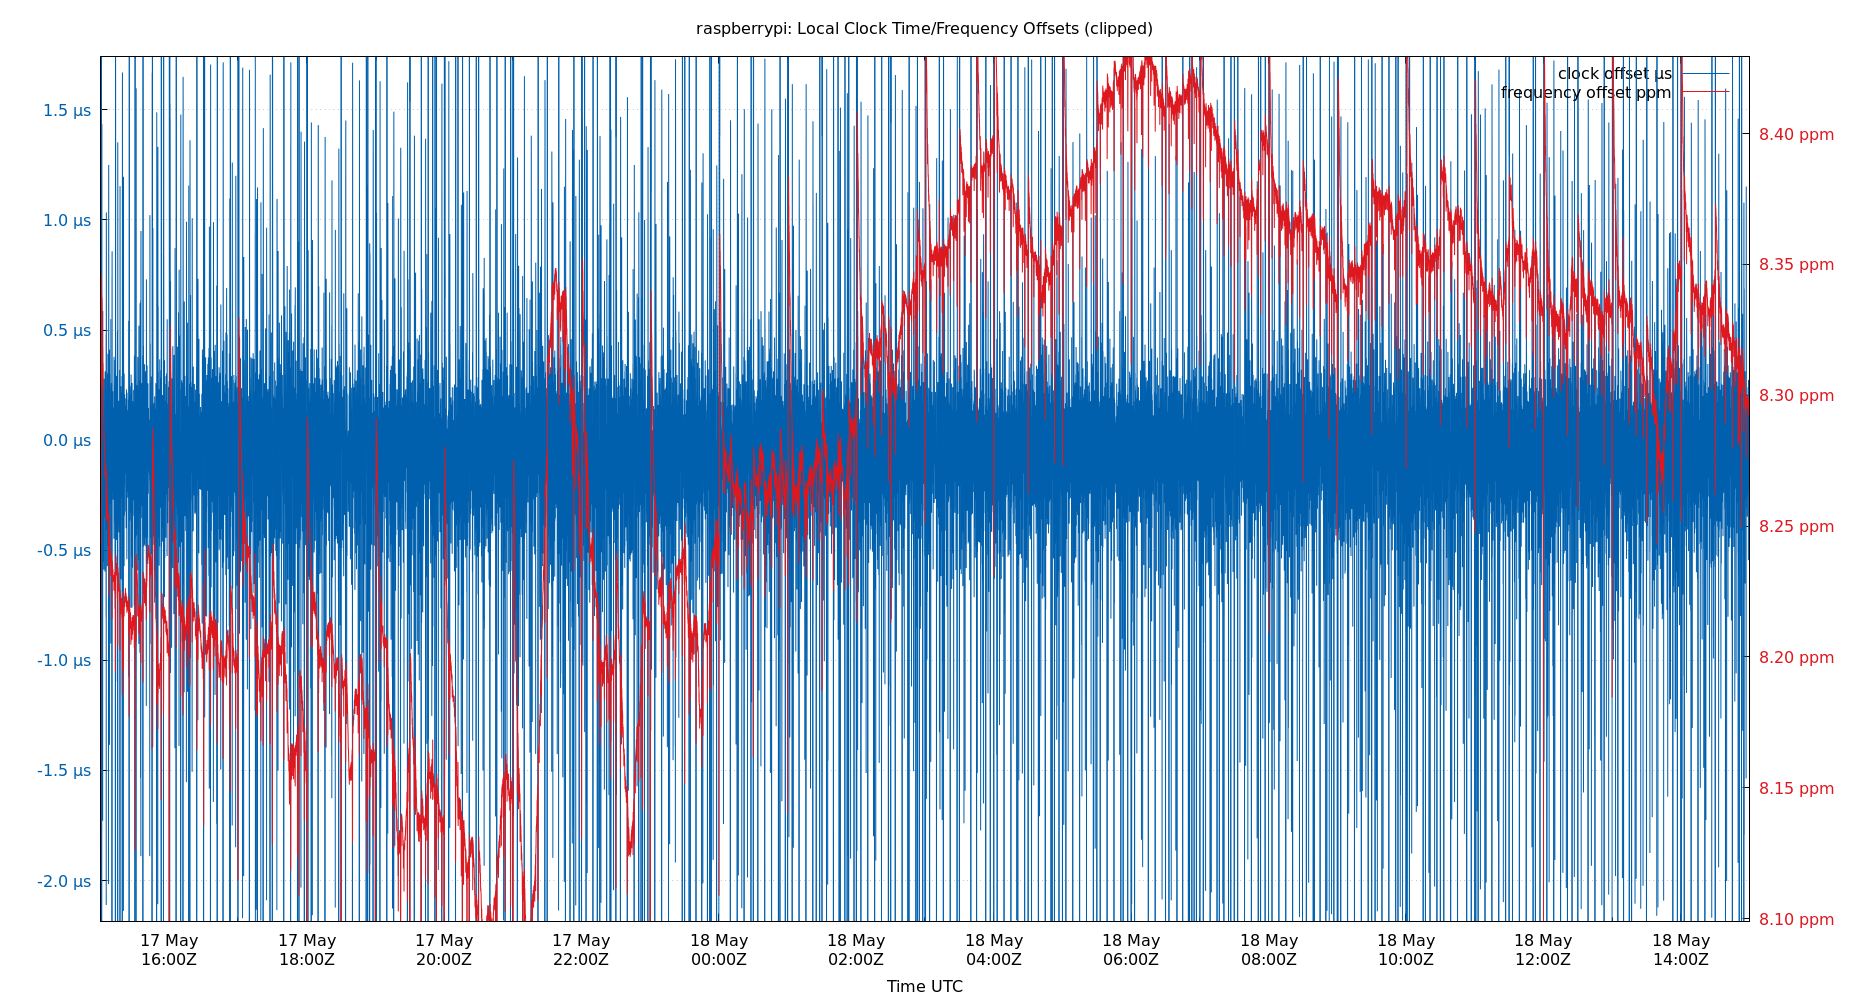 raspberrypi: Local Clock Time/Frequency Offsets (clipped)
clock offset µs
frequency offset ppm
1.5 µs
1.0 µs
0.5 µs
0.0 µs
-0.5 µs
-1.0 µs
-1.5 µs
-2.0 µs
8.40 ppm
8.35 ppm
8.30 ppm
8.25 ppm
8.20 ppm
8.15 ppm
8.10 ppm
17 May 17 May 17 May 17 May 18 May 18 May 18 May 18 May 18 May 18 May 18 May 18 May
16:00Z 18:00Z 20:00Z 22:00Z 00:00Z 02:00Z 04:00Z 06:00Z 08:00Z 10:00Z 12:00Z 14:00Z
Time UTC